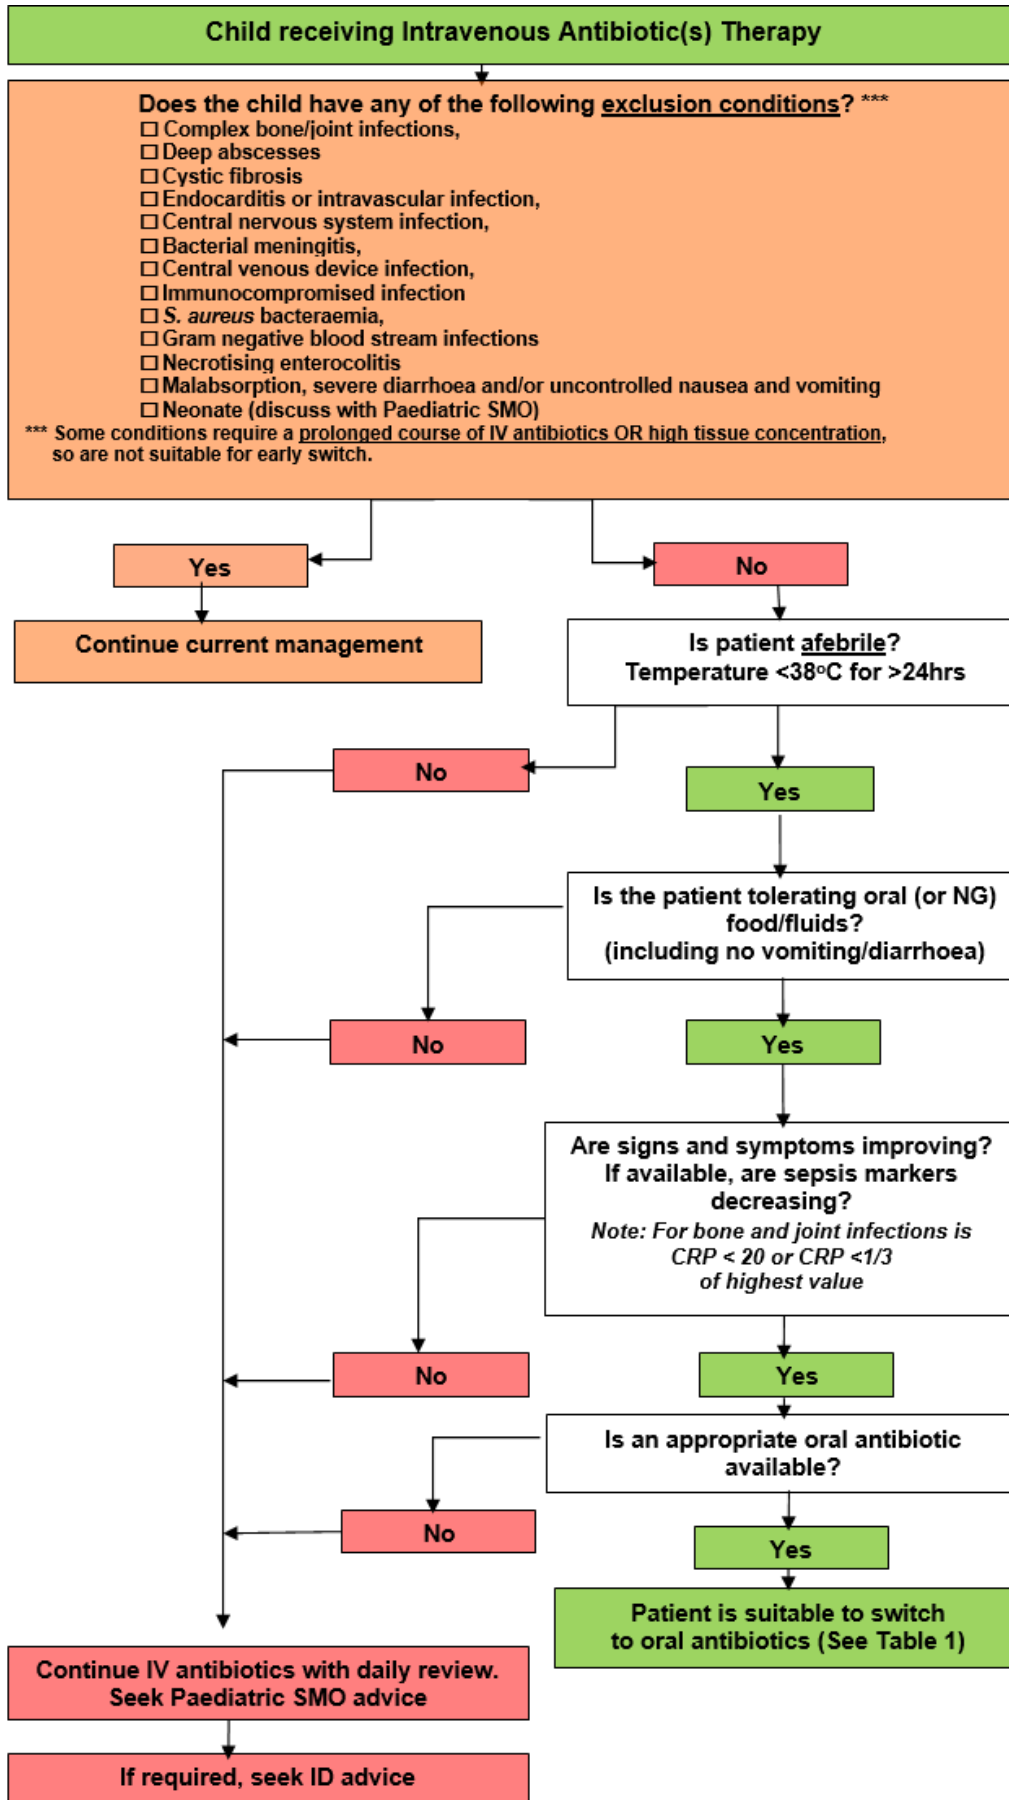 Child receiving Intravenous Antibiotic(s) Therapy
Does the child have any of the following exclusion conditions? ***
☐ Complex bone/joint infections,
☐ Deep abscesses
☐ Cystic fibrosis
☐ Endocarditis or intravascular infection,
☐ Central nervous system infection,
☐ Bacterial meningitis,
☐ Central venous device infection,
☐ Immunocompromised infection
☐ S. aureus bacteraemia,
☐ Gram negative blood stream infections
☐ Necrotising enterocolitis
☐ Malabsorption, severe diarrhoea and/or uncontrolled nausea and vomiting
☐ Neonate (discuss with Paediatric SMO)
*** Some conditions require a prolonged course of IV antibiotics OR high tissue concentration,
so are not suitable for early switch.
Yes
No
Continue current management
Is patient afebrile?
Temperature <38ºC for >24hrs
No
Yes
Is the patient tolerating oral (or NG)
food/fluids?
(including no vomiting/diarrhoea)
No
Yes
Are signs and symptoms improving?
If available, are sepsis markers
decreasing?
Note: For bone and joint infections is
CRP < 20 or CRP <1/3
of highest value
No
Yes
Is an appropriate oral antibiotic
available?
No
Yes
Patient is suitable to switch
to oral antibiotics (See Table 1)
Continue IV antibiotics with daily review.
Seek Paediatric SMO advice
If required, seek ID advice